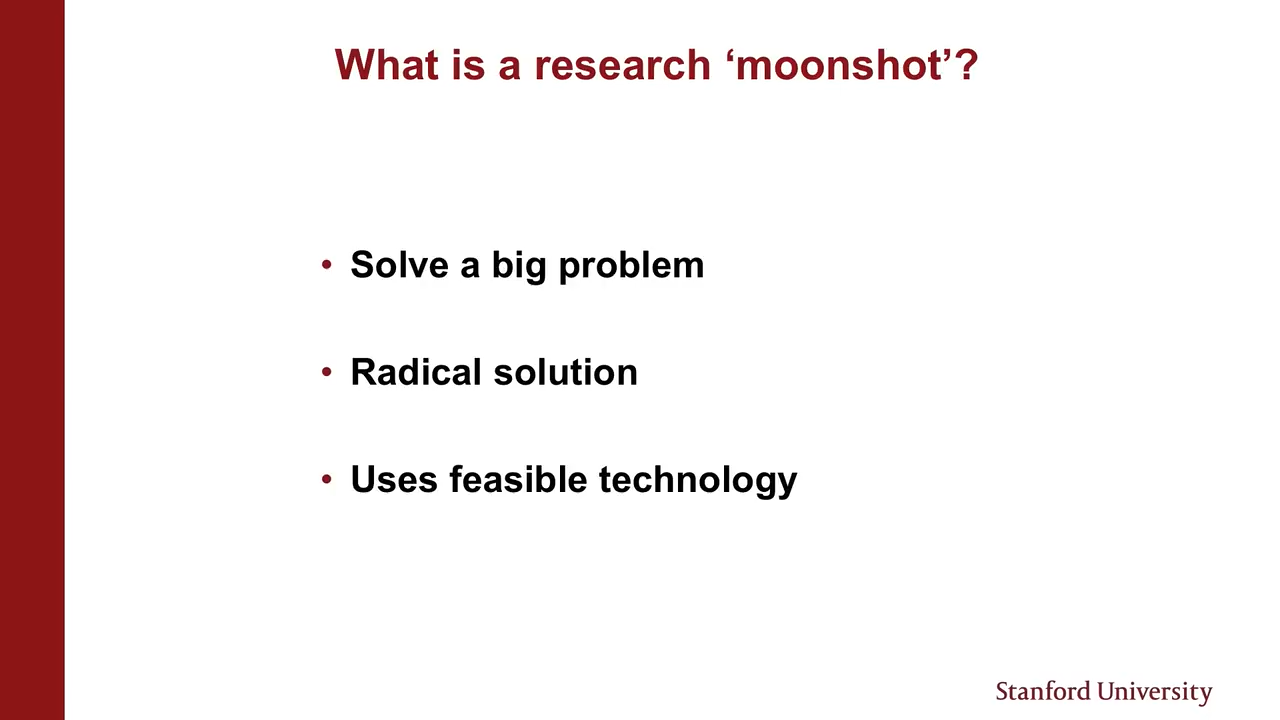 What is a research ‘moonshot’?
• Solve a big problem
• Radical solution
• Uses feasible technology
Stanford University